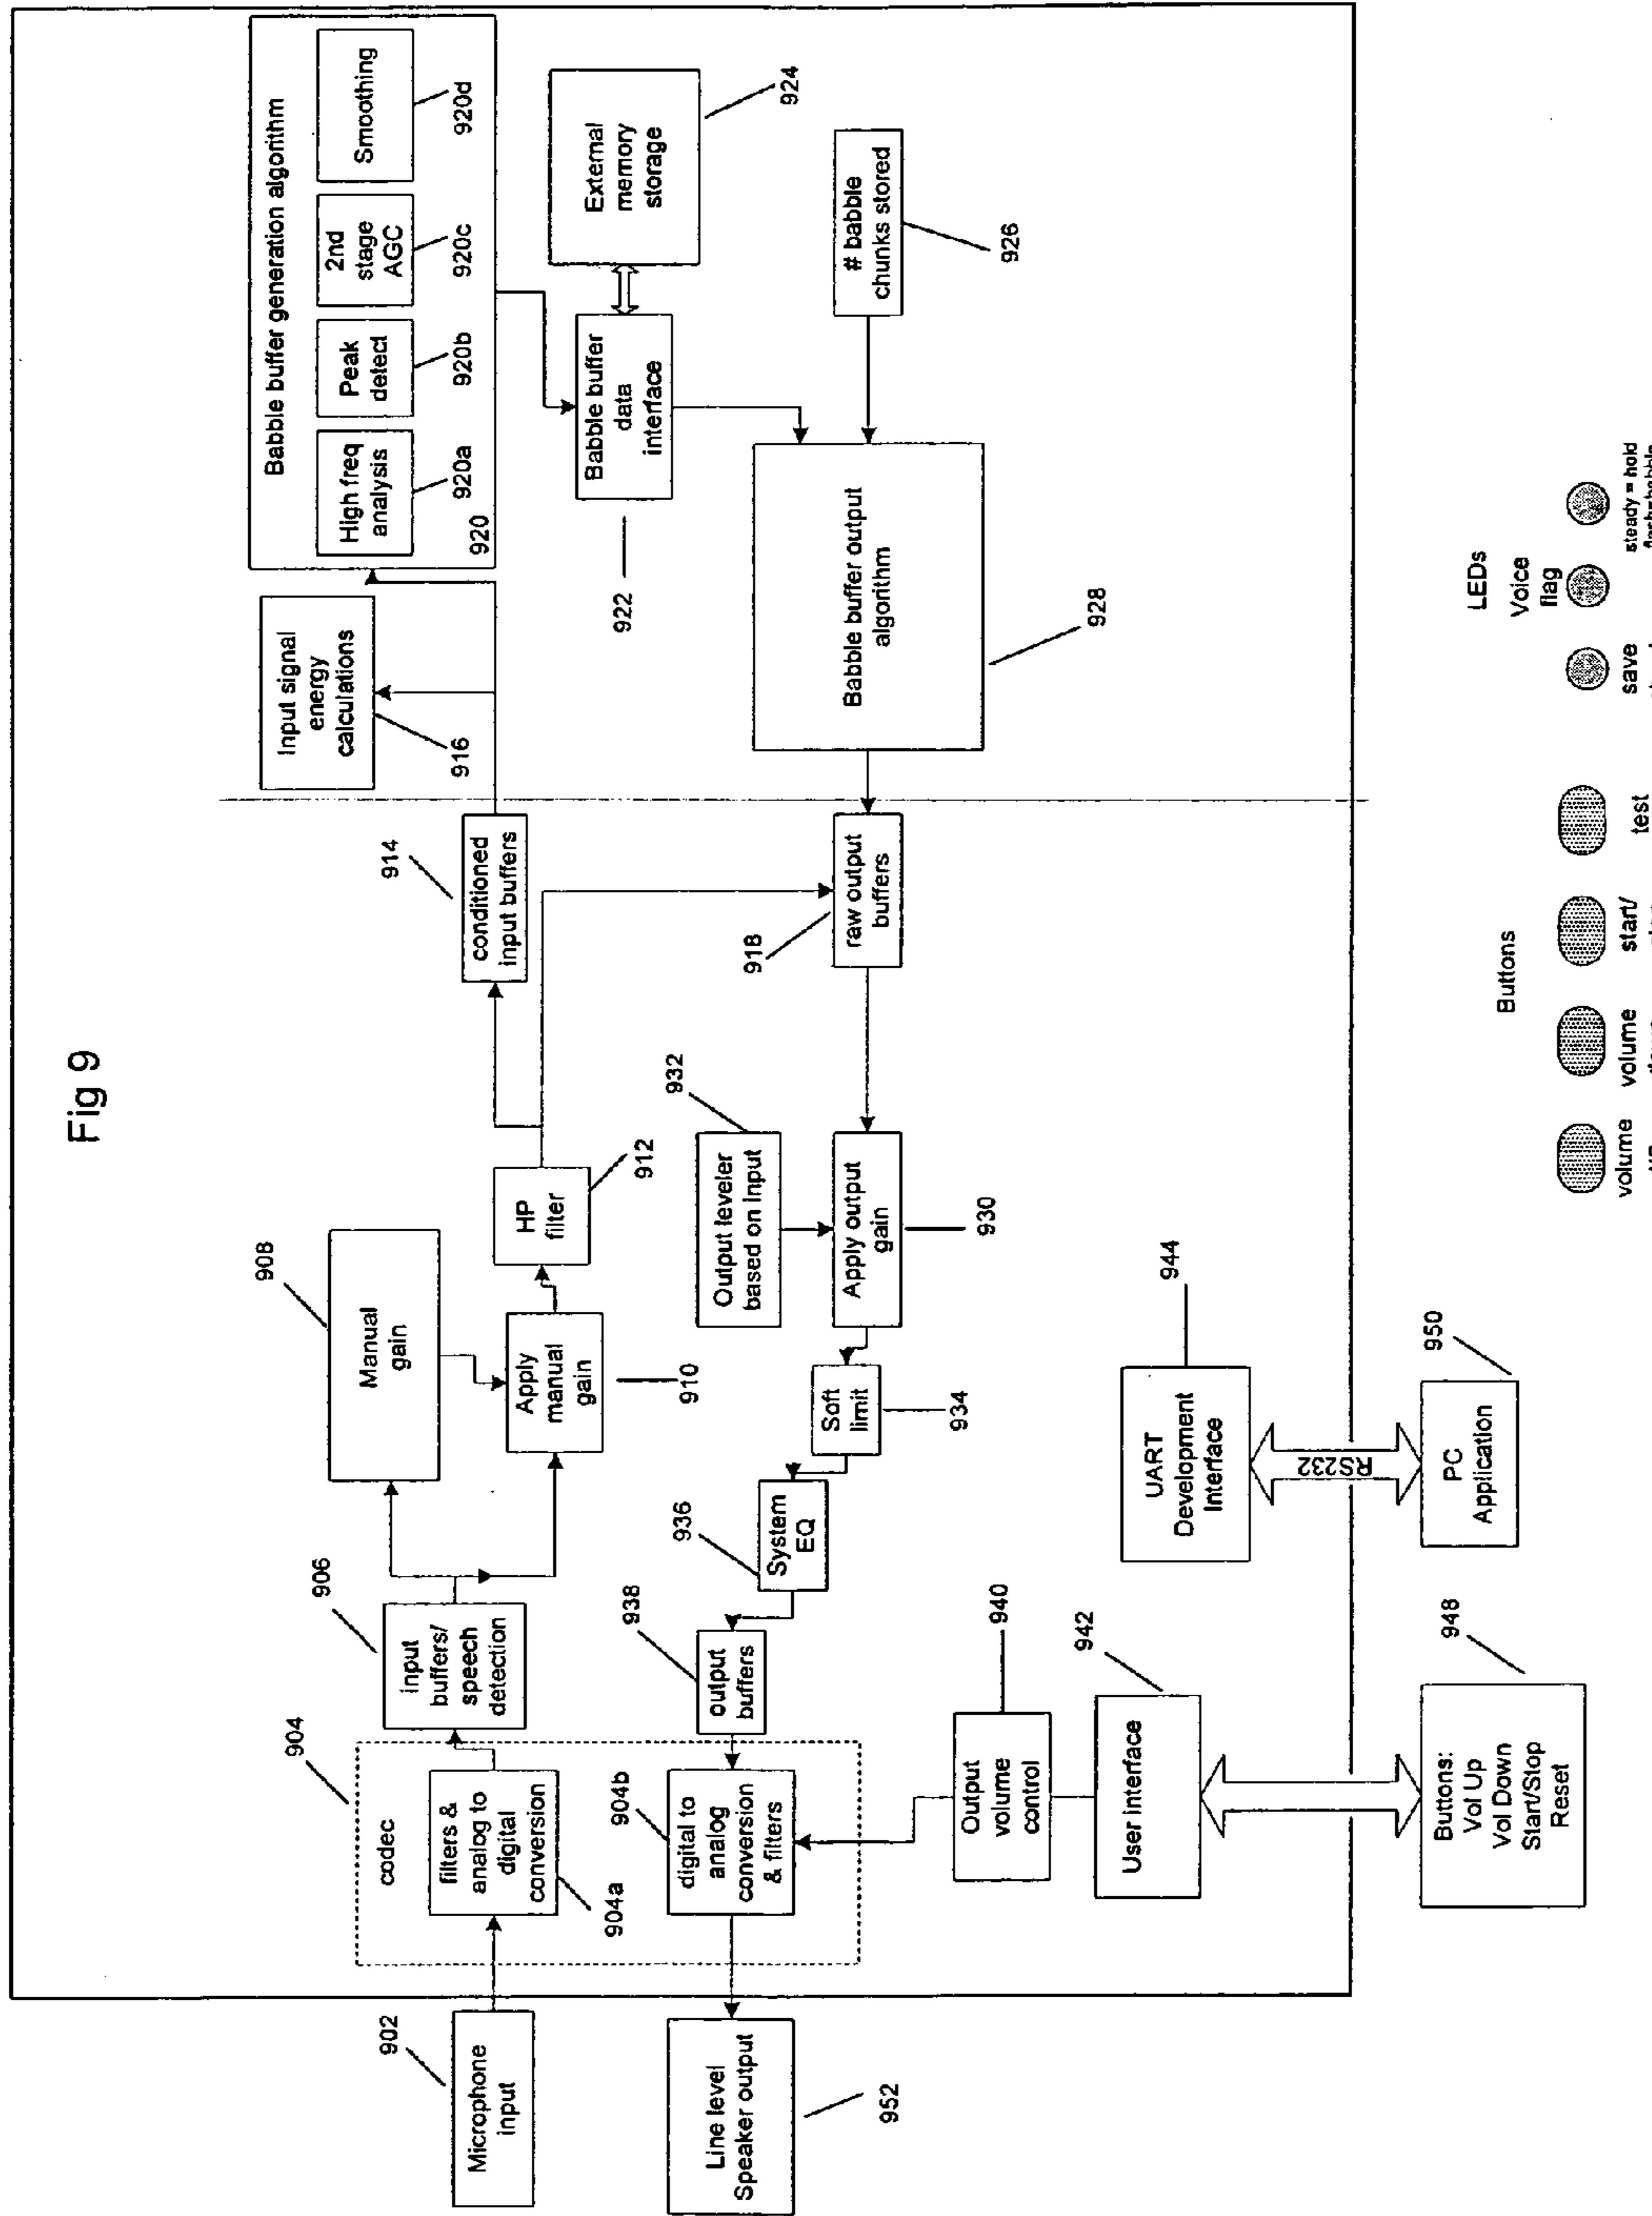 Fig 9
902
Microphone
input
904
codec
filters &
analog to
digital
conversion
904a
906
Input
buffers/
speech
detection
908
Manual
gain
Apply
manual
gain
910
HP
filter
912
914
conditioned
input buffers
Input signal
energy
calculations
916
Babble buffer generation algorithm
High freq
analysis
920a
Peak
detect
920b
2nd
stage
AGC
920c
Smoothing
920d
920
Babble buffer
data
interface
922
External
memory
storage
924
# babble
chunks stored
926
Babble buffer output
algorithm
928
raw output
buffers
918
932
Output leveler
based on input
Apply output
gain
930
Soft
limit
934
936
System
EQ
938
output
buffers
904b
digital to
analog
conversion
& filters
Line level
Speaker output
952
940
Output
volume
control
942
User interface
948
Buttons:
Vol Up
Vol Down
Start/Stop
Reset
944
UART
Development
Interface
RS232
950
PC
Application
Buttons
volume
volume
start/
test
LEDs
Voice
flag
save
steady = hold